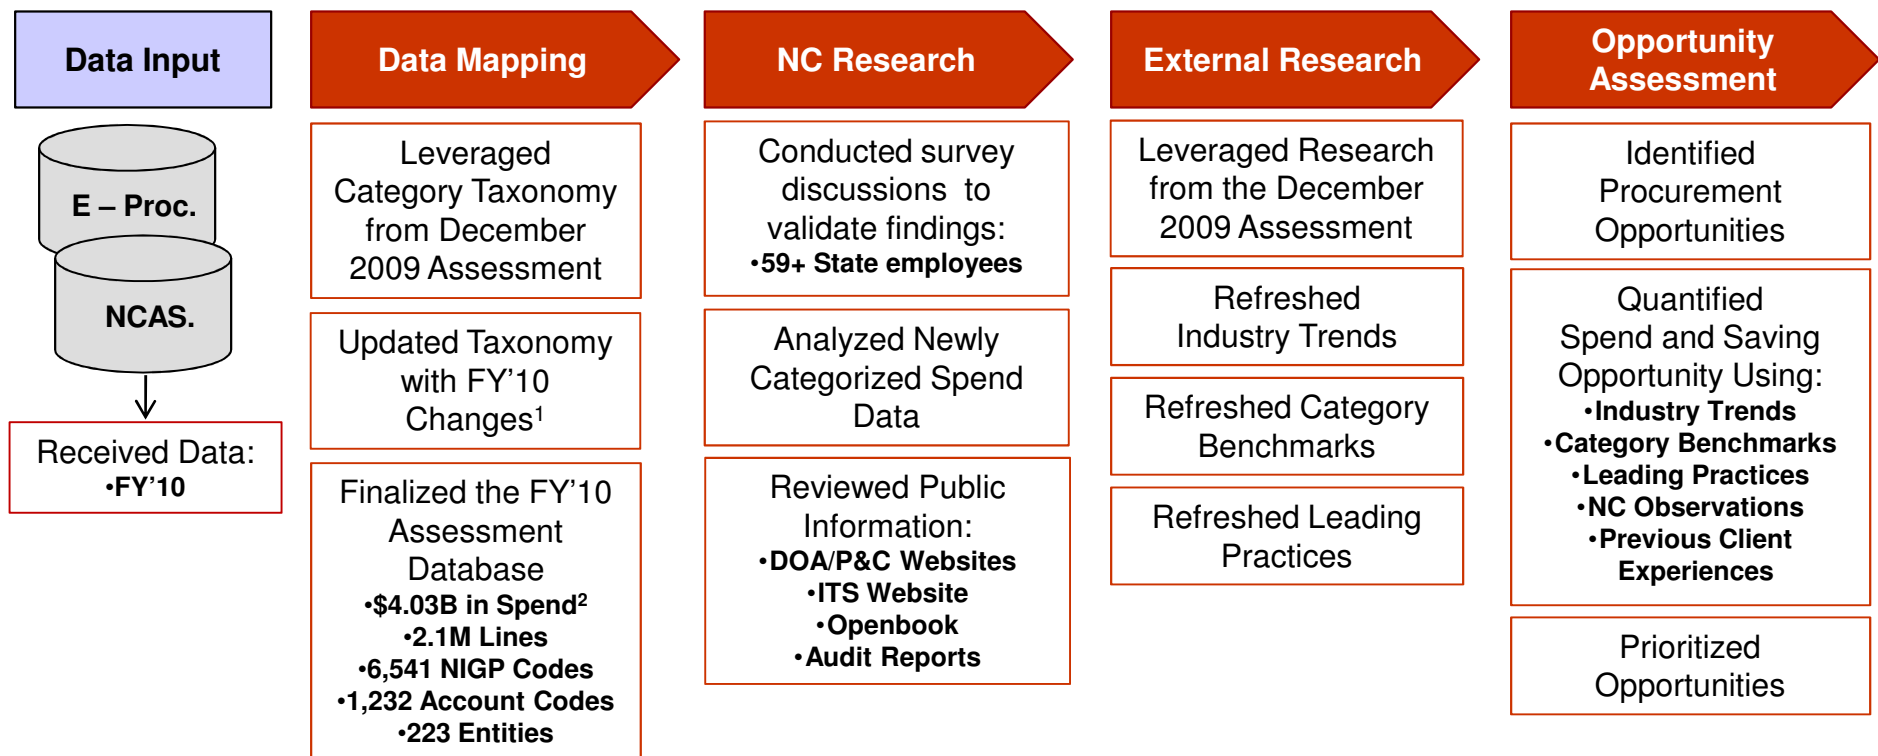 Data Input
E – Proc.
NCAS.
Received Data:
•FY'10
Data Mapping
Leveraged
Category Taxonomy
from December
2009 Assessment
Updated Taxonomy
with FY'10
Changes1
Finalized the FY'10
Assessment
Database
•$4.03B in Spend2
•2.1M Lines
•6,541 NIGP Codes
•1,232 Account Codes
•223 Entities
NC Research
Conducted survey
discussions to
validate findings:
•59+ State employees
Analyzed Newly
Categorized Spend
Data
Reviewed Public
Information:
•DOA/P&C Websites
•ITS Website
•Openbook
•Audit Reports
External Research
Leveraged Research
from the December
2009 Assessment
Refreshed
Industry Trends
Refreshed Category
Benchmarks
Refreshed Leading
Practices
Opportunity
Assessment
Identified
Procurement
Opportunities
Quantified
Spend and Saving
Opportunity Using:
•Industry Trends
•Category Benchmarks
•Leading Practices
•NC Observations
•Previous Client
Experiences
Prioritized
Opportunities